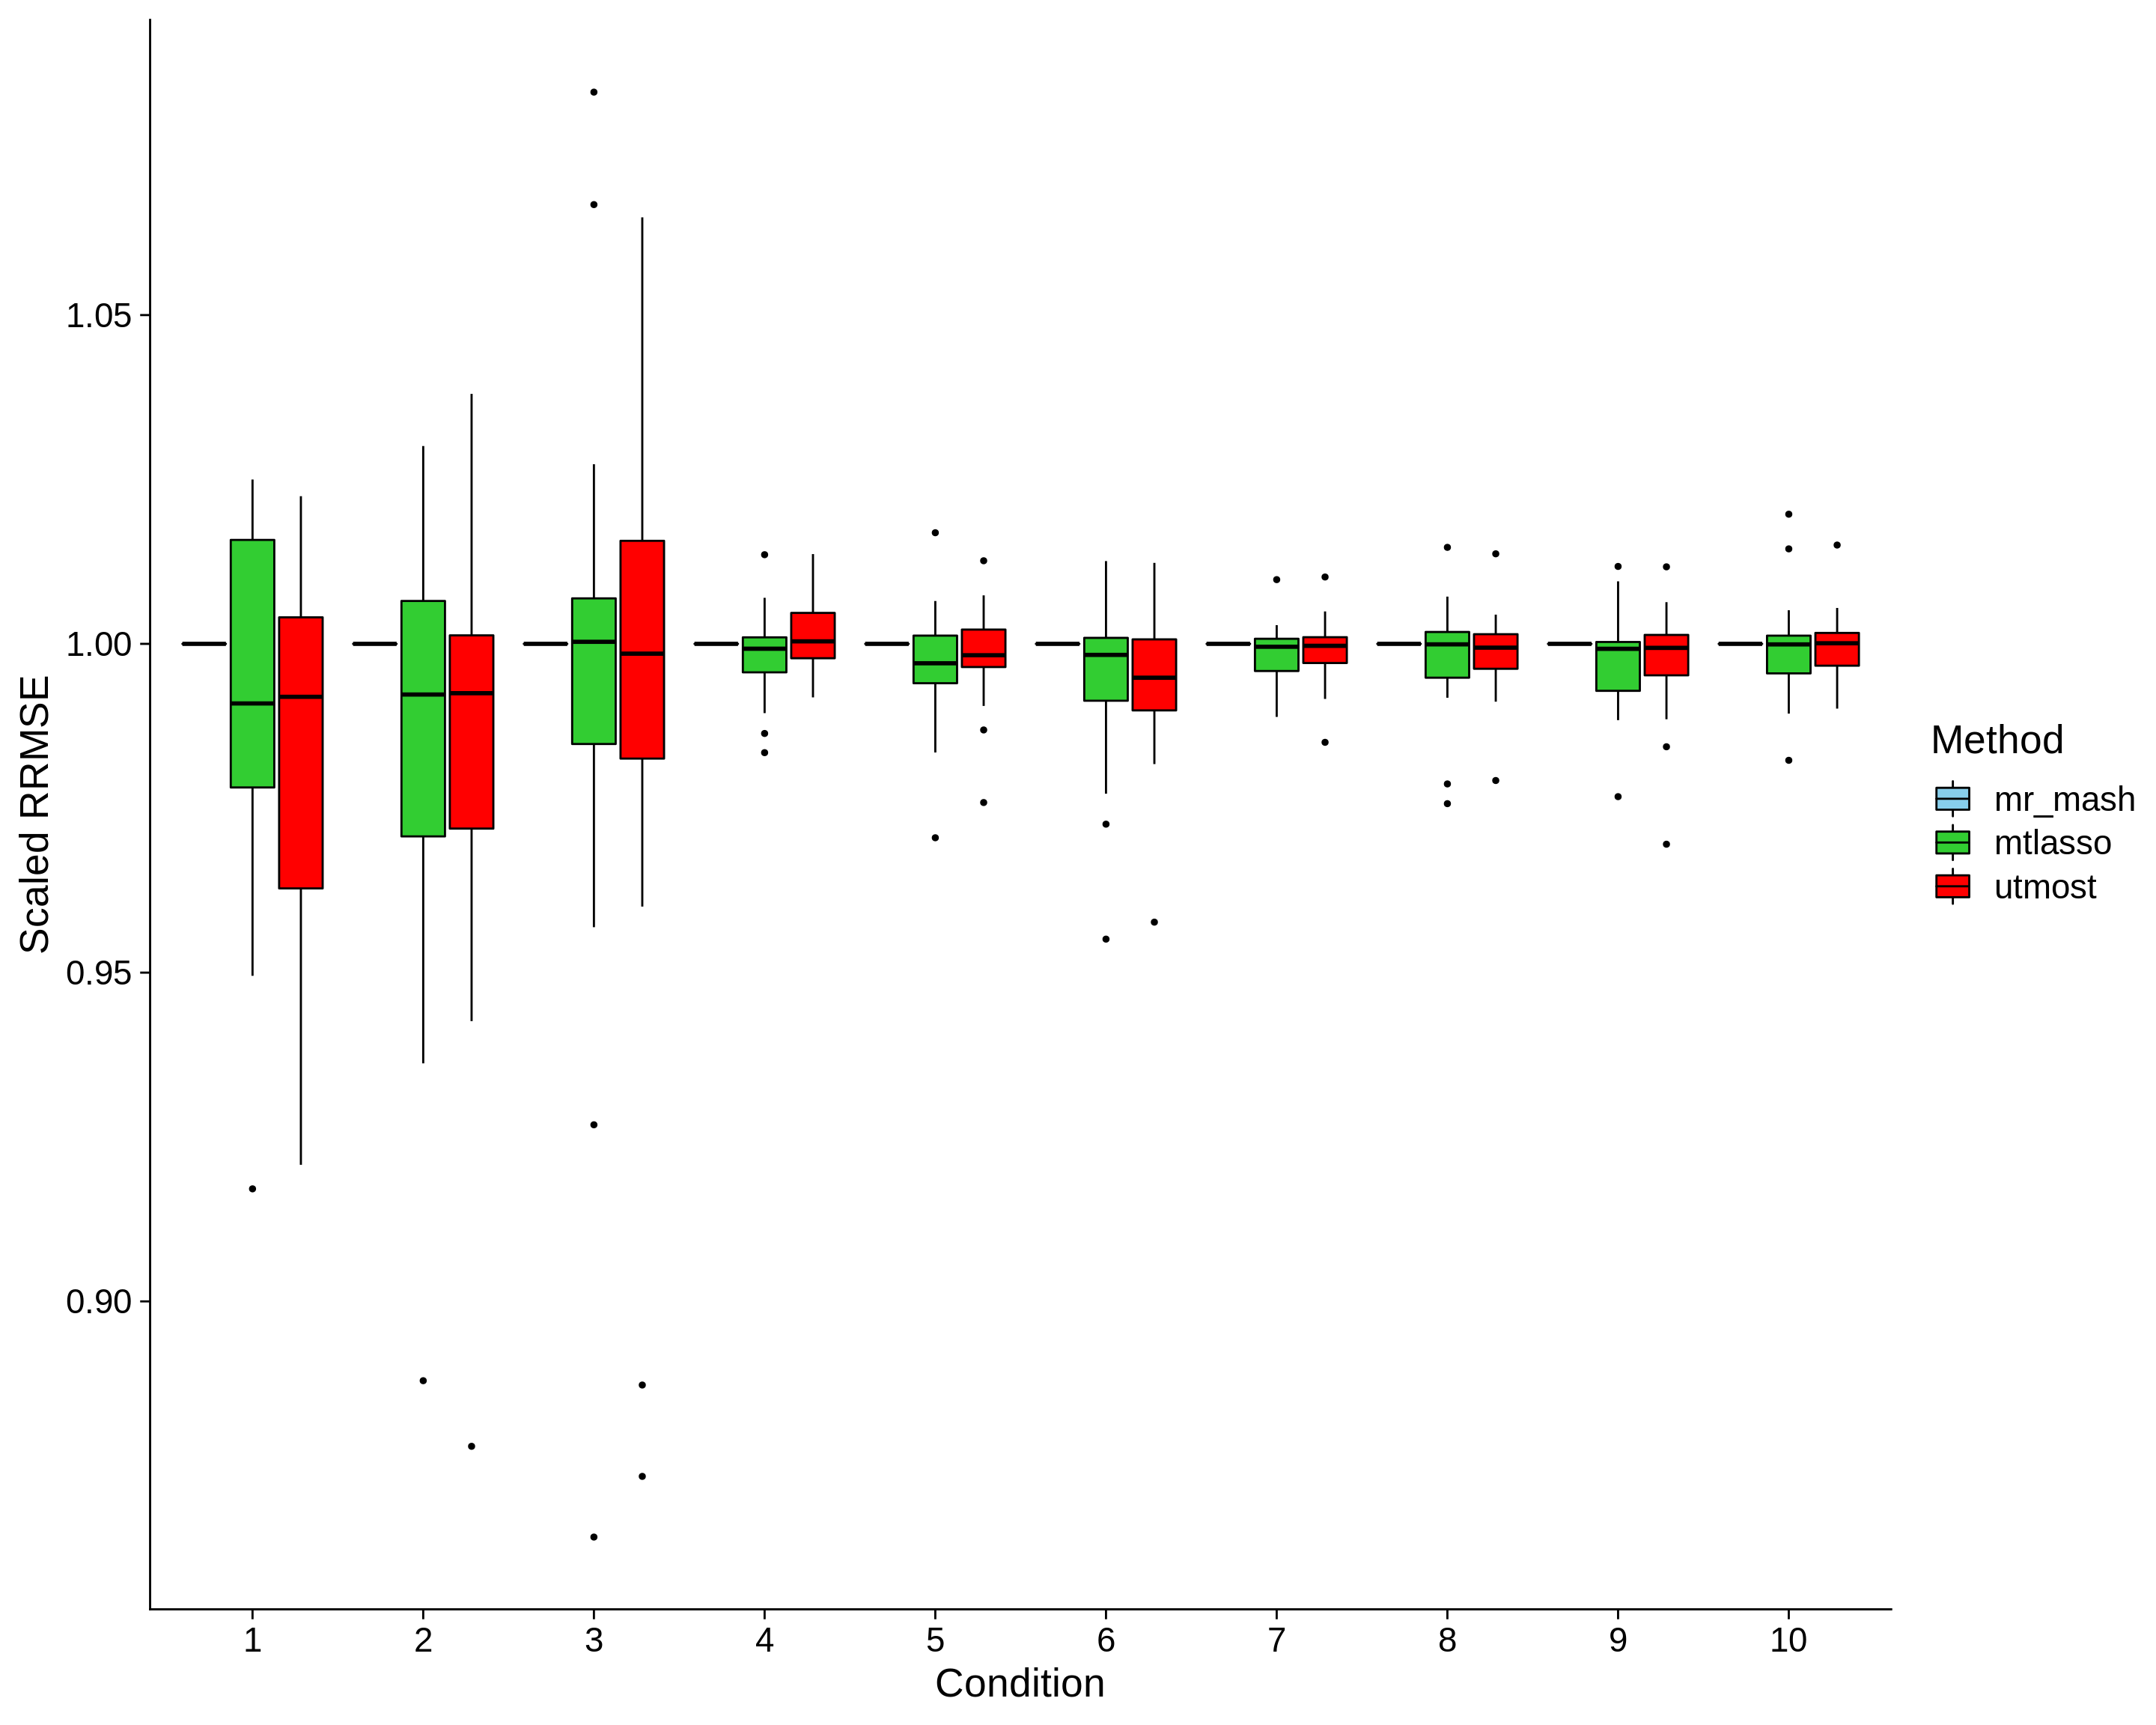 Scaled RRMSE
1.05
1.00
0.95
0.90
1 2 3 4 5 6 7 8 9 10
Condition
Method
mr_mash
mtlasso
utmost